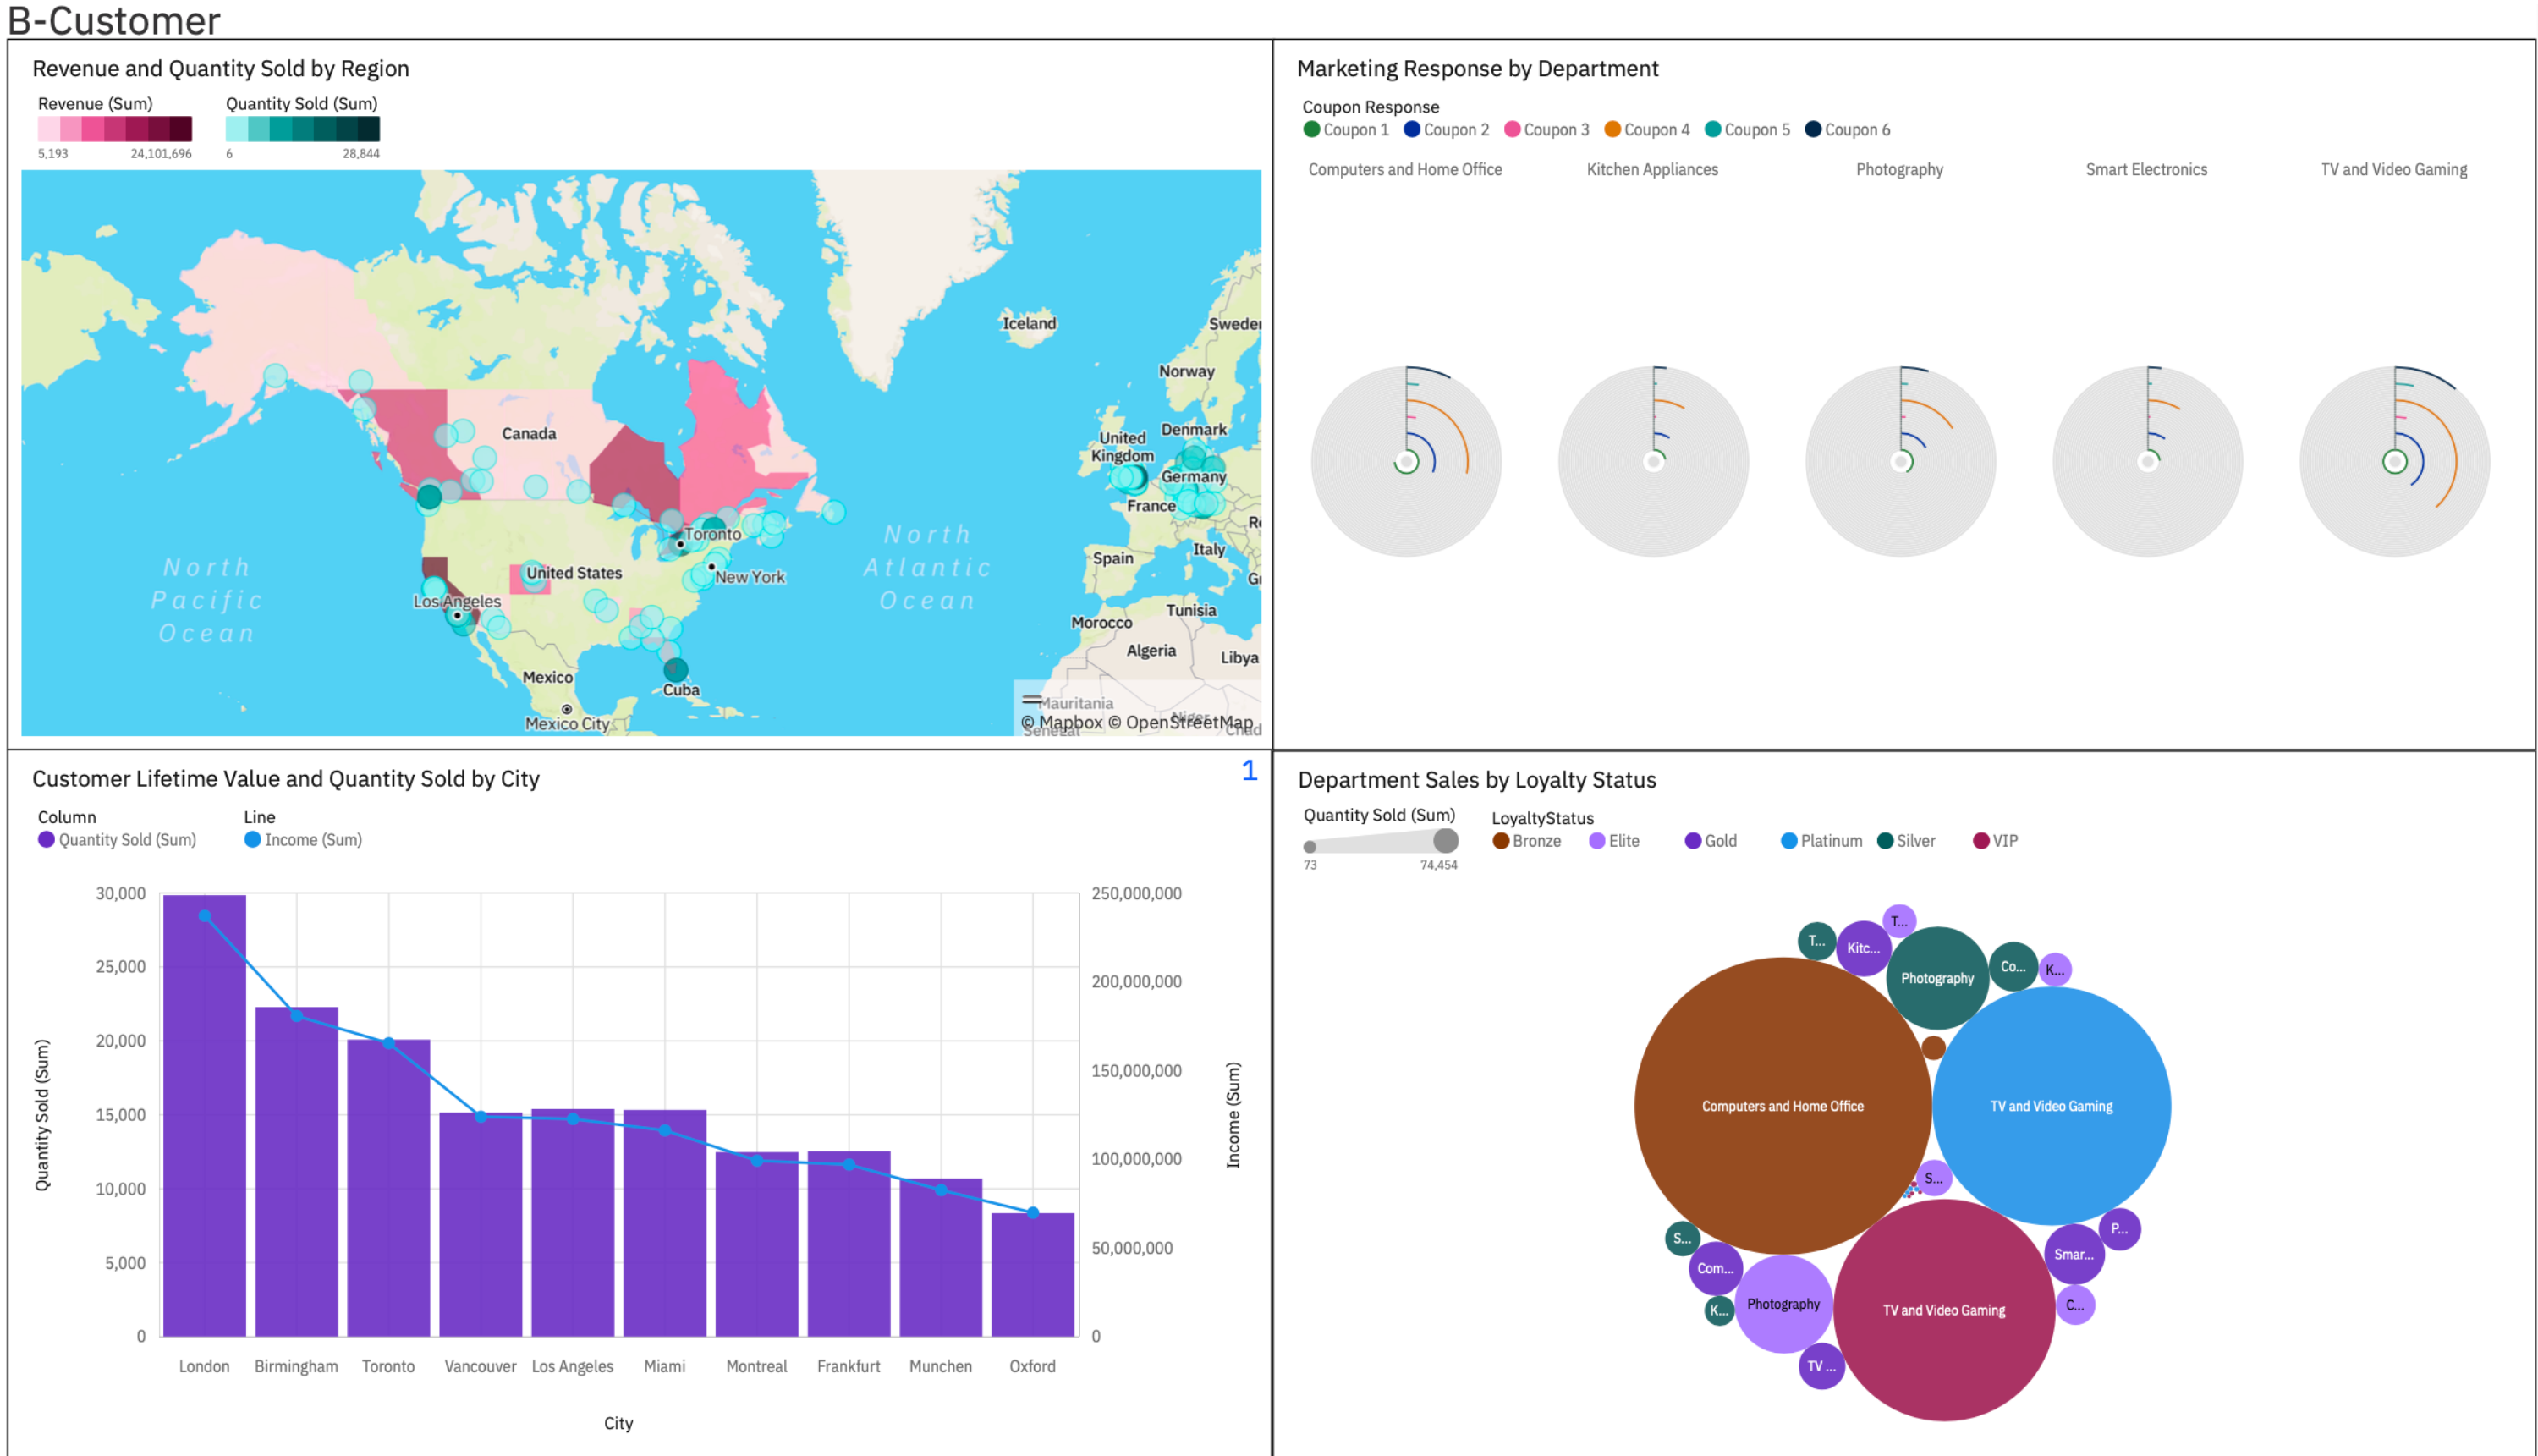 B-Customer
Revenue and Quantity Sold by Region
Revenue (Sum)
5,193 24,101,696
Quantity Sold (Sum)
6 28,844
Canada
Toronto
New York
United States
Los Angeles
Mexico
Mexico City
Cuba
North
Pacific
Ocean
North
Atlantic
Ocean
Iceland
Sweden
Norway
Denmark
United
Kingdom
Germany
France
Spain
Italy
Tunisia
Morocco
Algeria
Libya
Mauritania
Niger
Senegal
Chad
© Mapbox © OpenStreetMap
Marketing Response by Department
Coupon Response
Coupon 1 Coupon 2 Coupon 3 Coupon 4 Coupon 5 Coupon 6
Computers and Home Office Kitchen Appliances Photography Smart Electronics TV and Video Gaming
Customer Lifetime Value and Quantity Sold by City
1
Column
Quantity Sold (Sum)
Line
Income (Sum)
Quantity Sold (Sum)
30,000
25,000
20,000
15,000
10,000
5,000
0
250,000,000
200,000,000
150,000,000
100,000,000
50,000,000
0
Income (Sum)
London Birmingham Toronto Vancouver Los Angeles Miami Montreal Frankfurt Munchen Oxford
City
Department Sales by Loyalty Status
Quantity Sold (Sum)
73 74,454
LoyaltyStatus
Bronze Elite Gold Platinum Silver VIP
T...
T...
Kitc...
Photography
Co...
K...
Computers and Home Office
TV and Video Gaming
S...
S...
P...
Smar...
Com...
K...
Photography
TV and Video Gaming
C...
TV ...